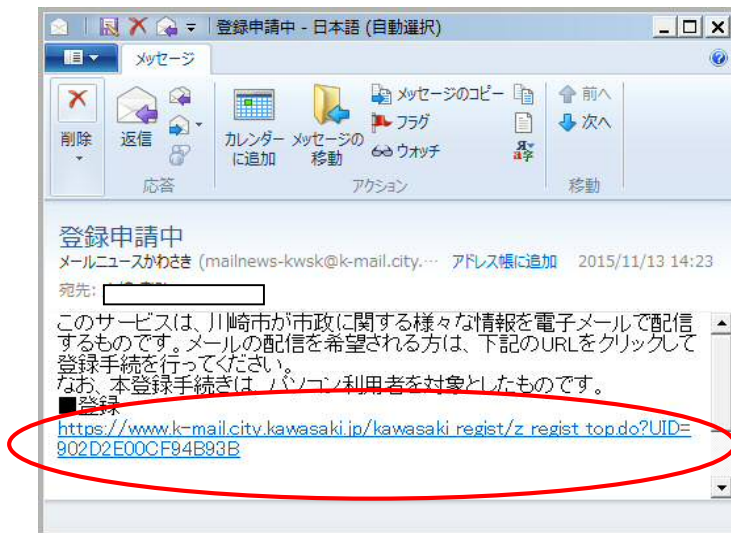 登録申請中 - 日本語 (自動選択)
メッセージ
削除
返信
カレンダー
に追加
メッセージの
移動
メッセージのコピー
フラグ
ウォッチ
前へ
次へ
応答
アクション
移動
登録申請中
メールニュースかわさき (mailnews-kwsk@k-mail.city.… アドレス帳に追加 2015/11/13 14:23
宛先:
このサービスは、川崎市が市政に関する様々な情報を電子メールで配信
するものです。メールの配信を希望される方は、下記のURLをクリックして
登録手続を行ってください。
なお、本登録手続きは、パソコン利用者を対象としたものです。
■登録
https://www.k-mail.city.kawasaki.jp/kawasaki_regist/z_regist_top.do?UID=
902D2E00CF94B93B